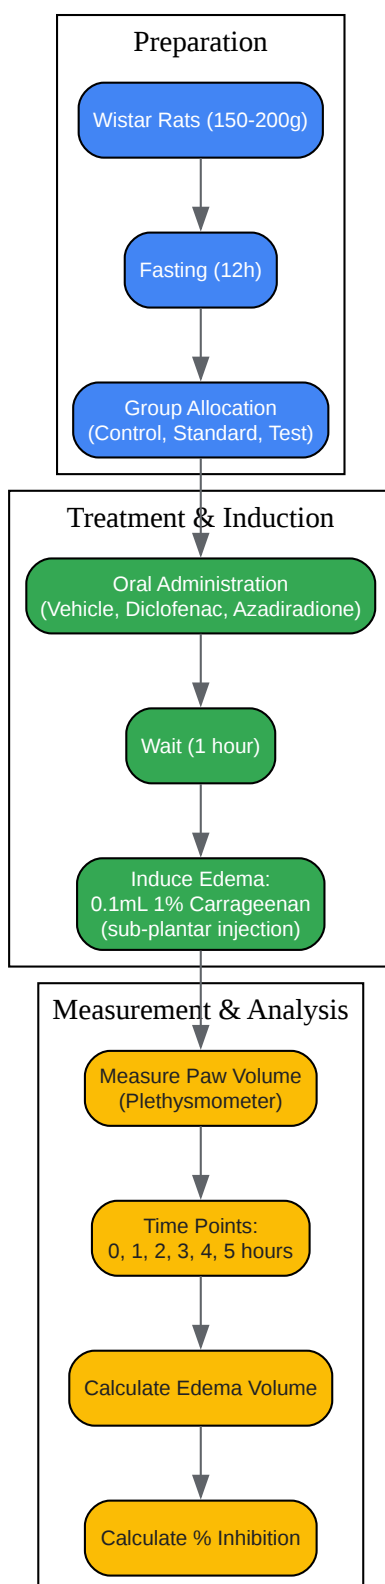 Preparation
Wistar Rats (150-200g)
Fasting (12h)
Group Allocation
(Control, Standard, Test)
Treatment & Induction
Oral Administration
(Vehicle, Diclofenac, Azadiradione)
Wait (1 hour)
Induce Edema:
0.1mL 1% Carrageenan
(sub-plantar injection)
Measurement & Analysis
Measure Paw Volume
(Plethysmometer)
Time Points:
0, 1, 2, 3, 4, 5 hours
Calculate Edema Volume
Calculate % Inhibition